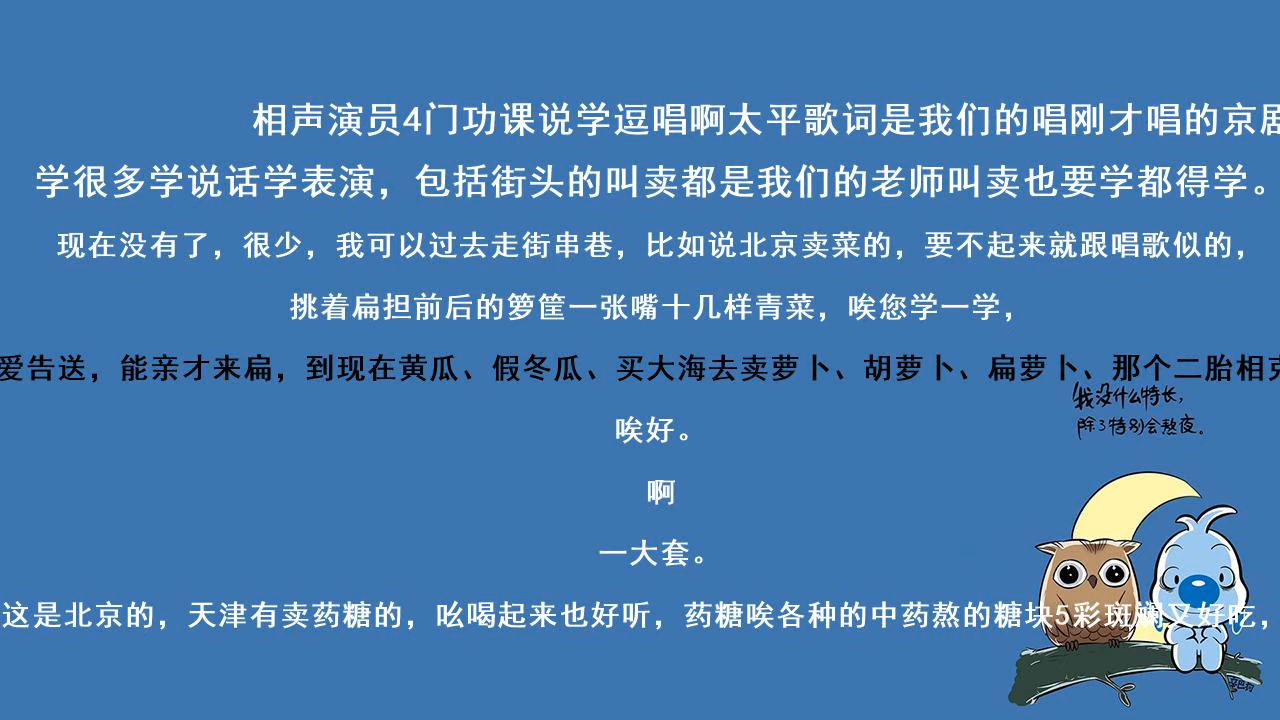 相声演员4门功课说学逗唱啊太平歌词是我们的唱刚才唱的京剧
学很多学说话学表演，包括街头的叫卖都是我们的老师叫卖也要学都得学。
现在没有了，很少，我可以过去走街串巷，比如说北京卖菜的，要不起来就跟唱歌似的，
挑着扁担前后的箩筐一张嘴十几样青菜，唉您学一学，
爱告送，能亲才来扁，到现在黄瓜、假冬瓜、买大海去卖萝卜、胡萝卜、扁萝卜、那个二胎相克
我没什么特长，
除了特别会熬夜。
唉好。
啊
一大套。
这是北京的，天津有卖药糖的，吆喝起来也好听，药糖唉各种的中药熬的糖块5彩斑斓又好吃，